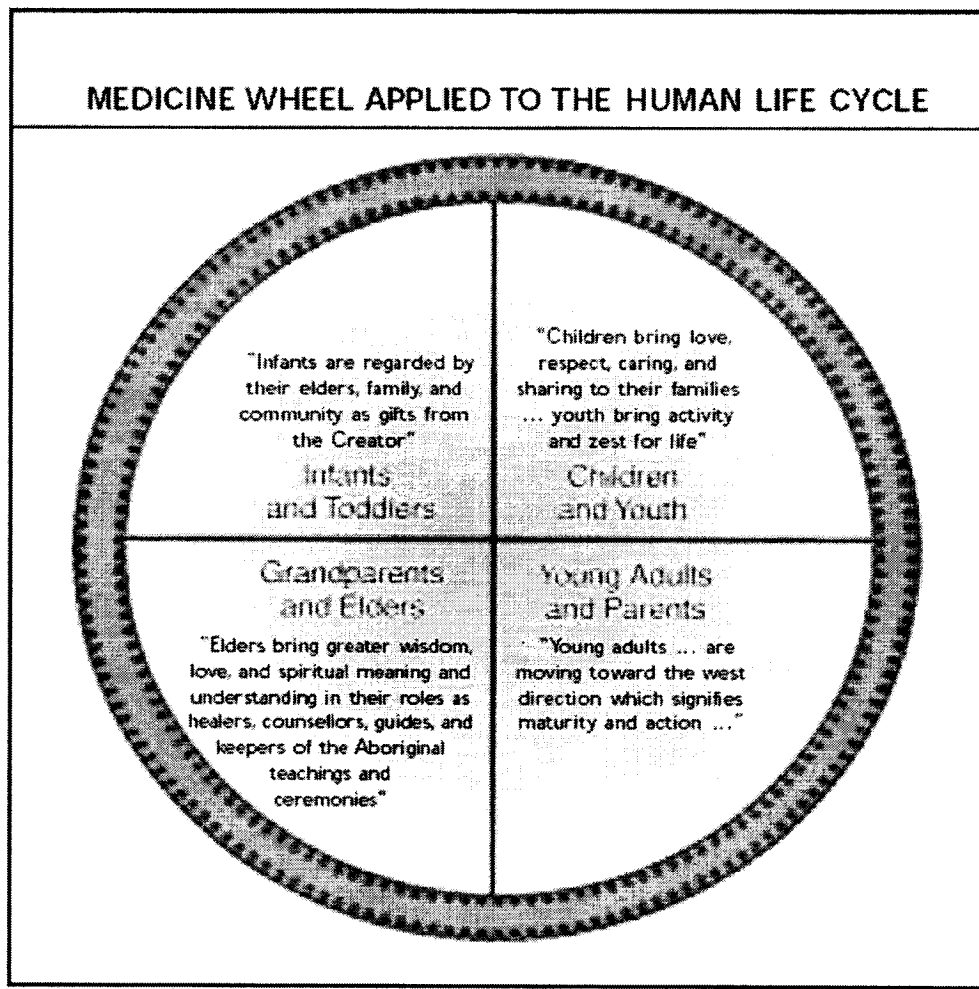 MEDICINE WHEEL APPLIED TO THE HUMAN LIFE CYCLE
"Infants are regarded by
their elders, family, and
community as gifts from
the Creator"
Infants
and Toddlers
"Children bring love,
respect, caring, and
sharing to their families
... youth bring activity
and zest for life"
Children
and Youth
Grandparents
and Elders
"Elders bring greater wisdom,
love, and spiritual meaning and
understanding in their roles as
healers, counsellors, guides, and
keepers of the Aboriginal
teachings and
ceremonies"
Young Adults
and Parents
"Young adults ... are
moving toward the west
direction which signifies
maturity and action ..."